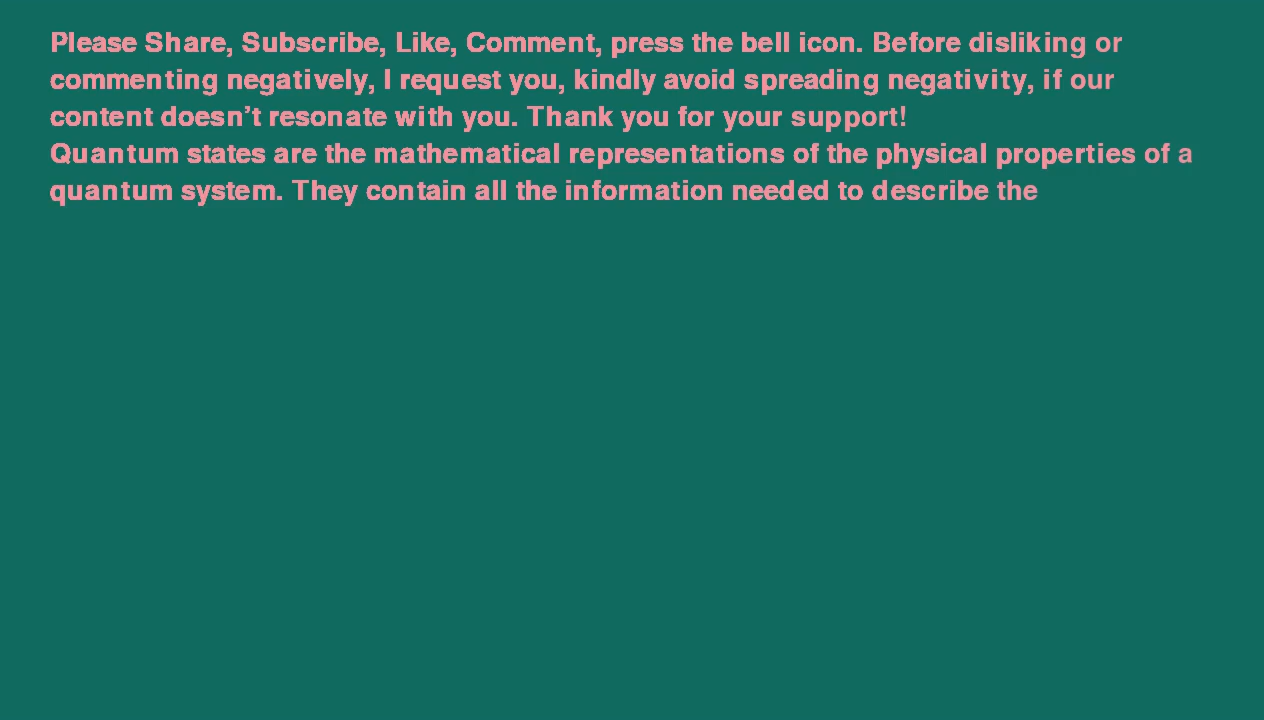 Please Share, Subscribe, Like, Comment, press the bell icon. Before disliking or
commenting negatively, I request you, kindly avoid spreading negativity, if our
content doesn’t resonate with you. Thank you for your support!
Quantum states are the mathematical representations of the physical properties of a
quantum system. They contain all the information needed to describe the